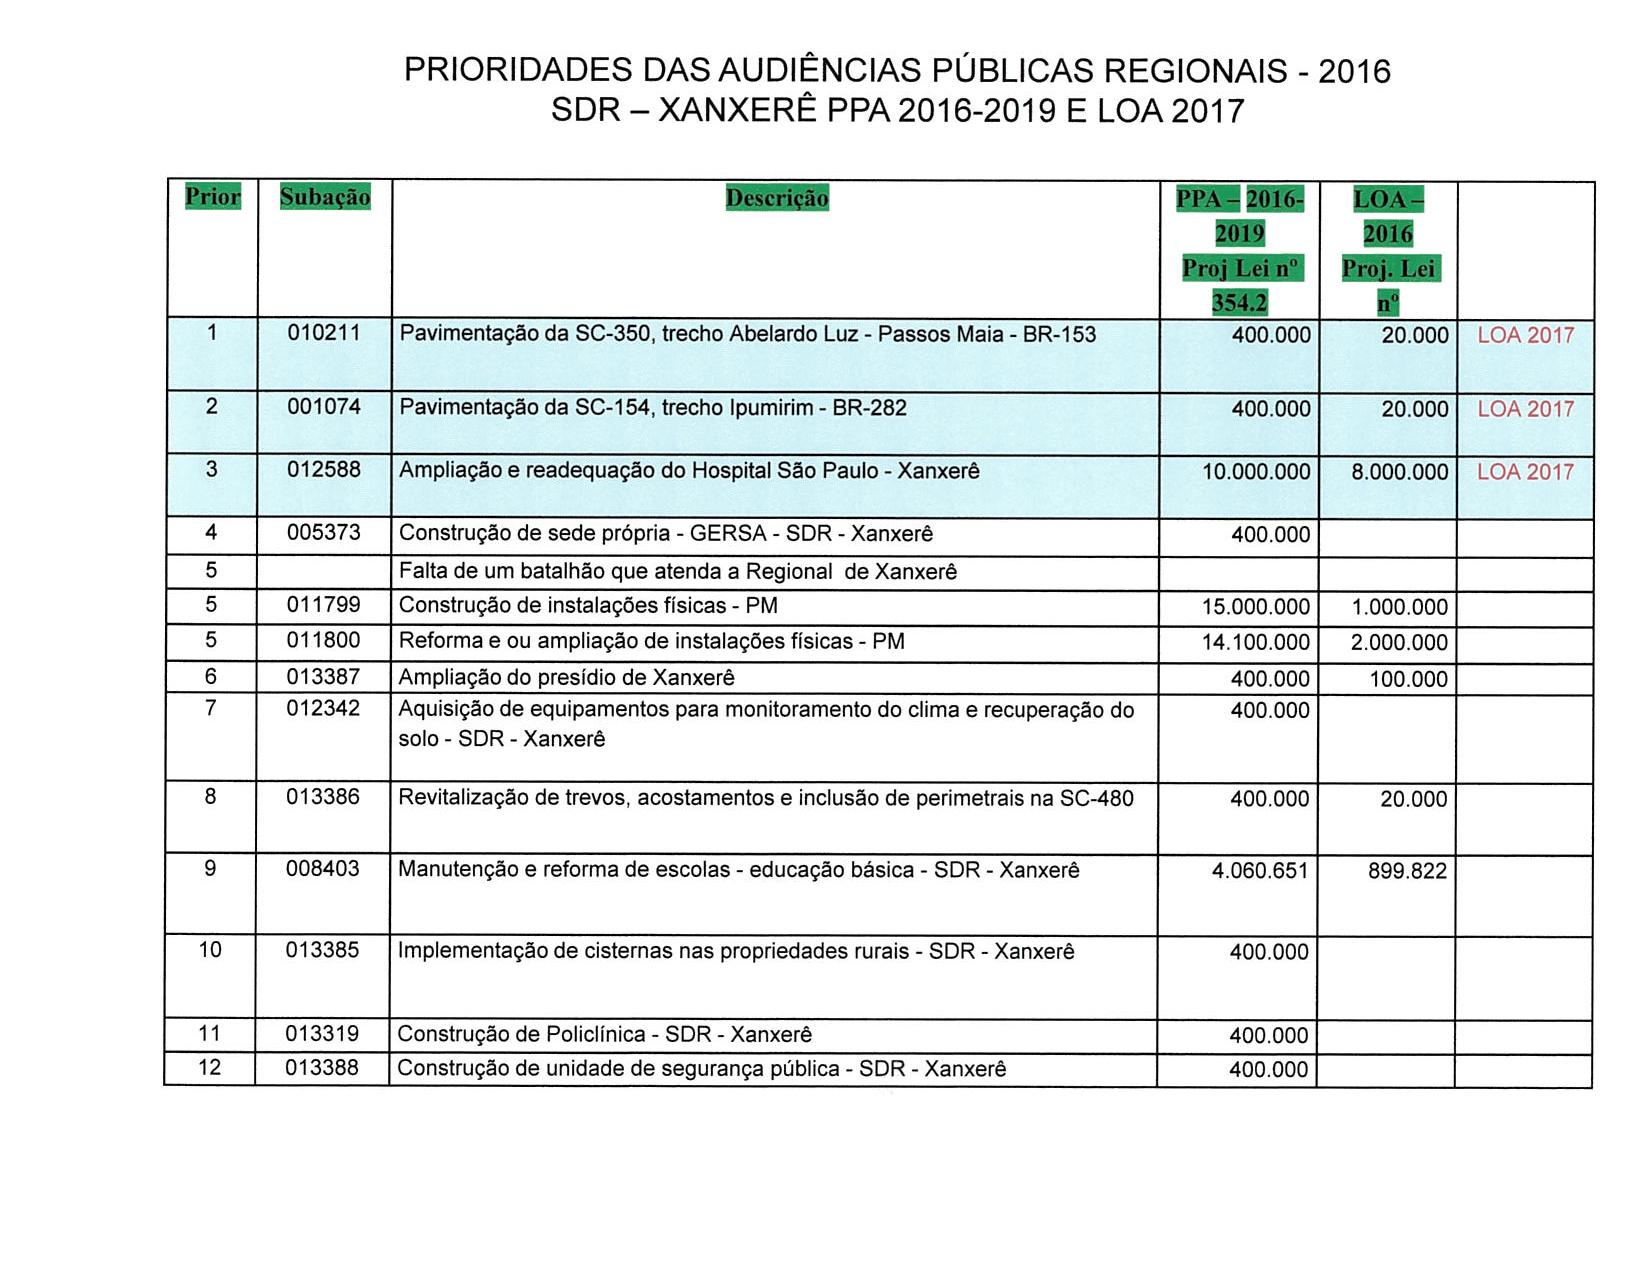 PRIORIDADES DAS AUDIÊNCIAS PÚBLICAS REGIONAIS - 2016
SDR – XANXERÊ PPA 2016-2019 E LOA 2017
Prior Subação Descrição PPA – 2016- LOA –
2019 2016
Proj Lei nº Proj. Lei
354.2 nº
1 010211 Pavimentação da SC-350, trecho Abelardo Luz - Passos Maia - BR-153 400.000 20.000 LOA 2017
2 001074 Pavimentação da SC-154, trecho Ipumirim - BR-282 400.000 20.000 LOA 2017
3 012588 Ampliação e readequação do Hospital São Paulo - Xanxerê 10.000.000 8.000.000 LOA 2017
4 005373 Construção de sede própria - GERSA - SDR - Xanxerê 400.000
5 Falta de um batalhão que atenda a Regional de Xanxerê
5 011799 Construção de instalações físicas - PM 15.000.000 1.000.000
5 011800 Reforma e ou ampliação de instalações físicas - PM 14.100.000 2.000.000
6 013387 Ampliação do presídio de Xanxerê 400.000 100.000
7 012342 Aquisição de equipamentos para monitoramento do clima e recuperação do 400.000
solo - SDR - Xanxerê
8 013386 Revitalização de trevos, acostamentos e inclusão de perimetrais na SC-480 400.000 20.000
9 008403 Manutenção e reforma de escolas - educação básica - SDR - Xanxerê 4.060.651 899.822
10 013385 Implementação de cisternas nas propriedades rurais - SDR - Xanxerê 400.000
11 013319 Construção de Policlínica - SDR - Xanxerê 400.000
12 013388 Construção de unidade de segurança pública - SDR - Xanxerê 400.000